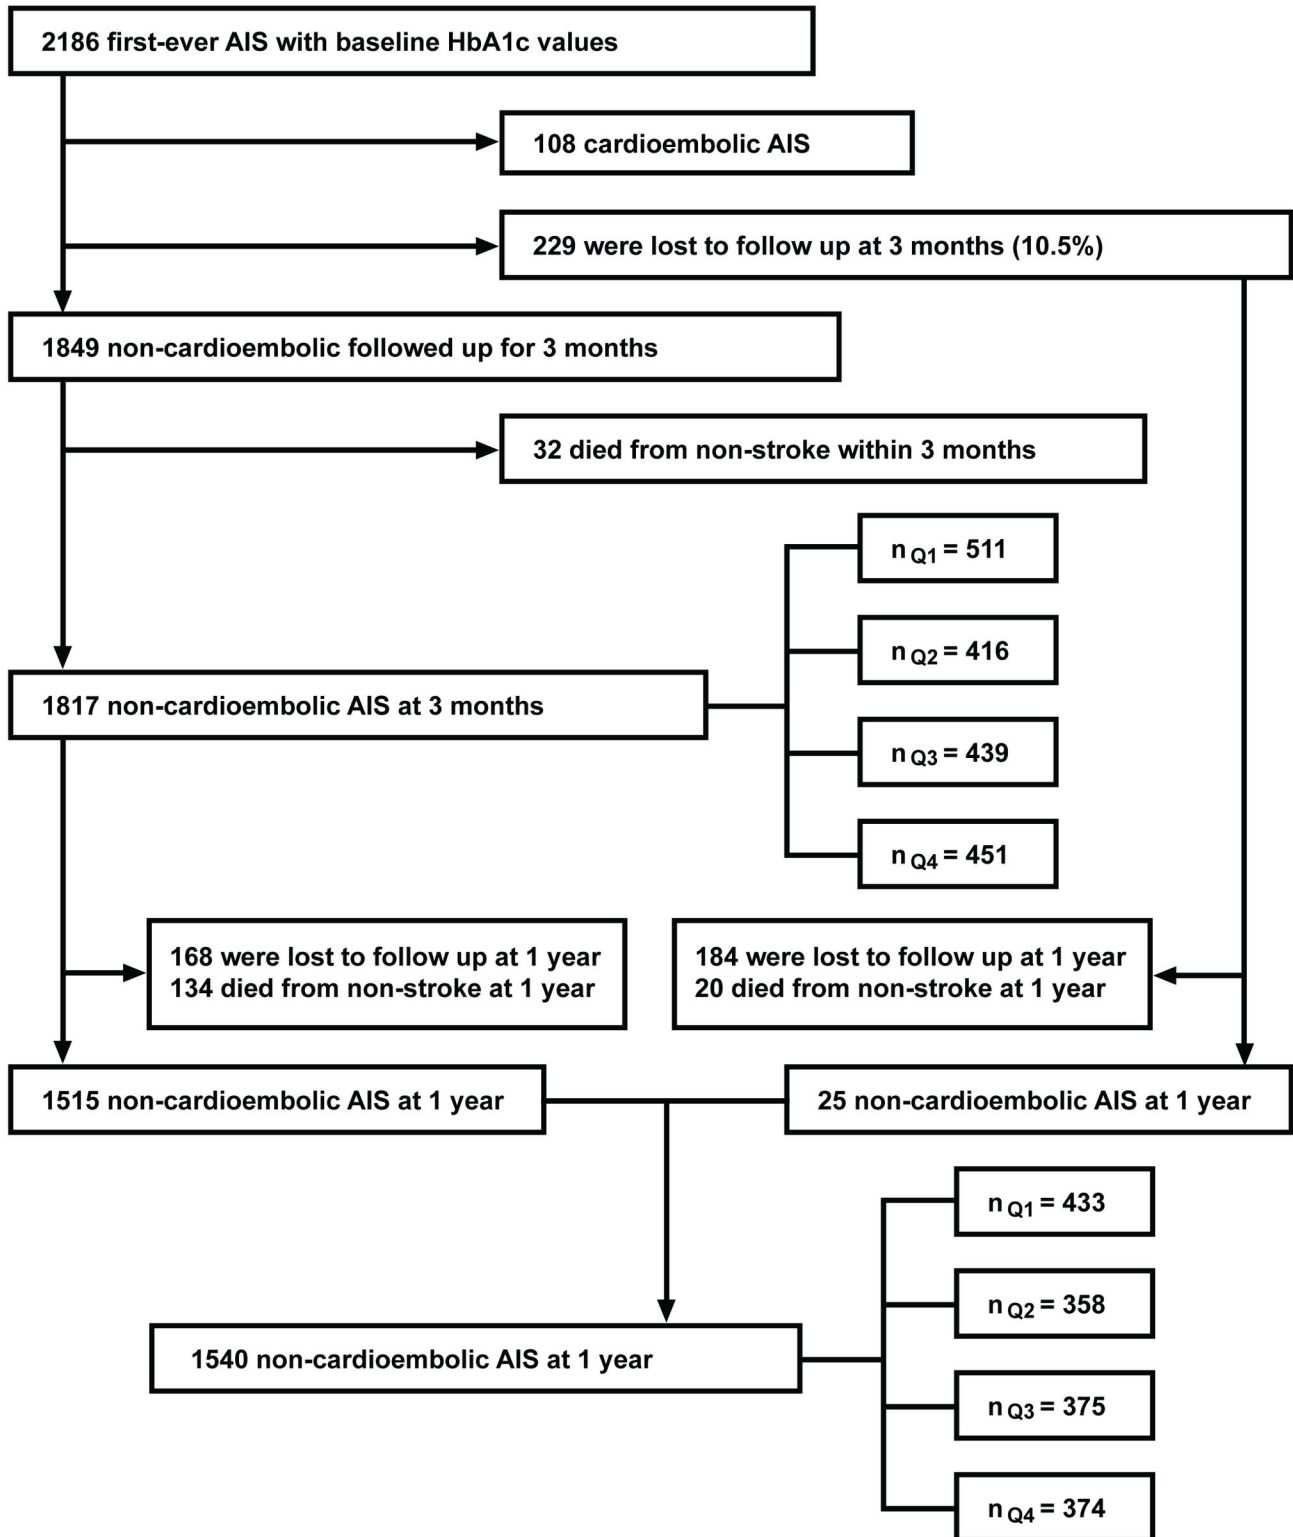 2186 first-ever AIS with baseline HbA1c values
108 cardioembolic AIS
229 were lost to follow up at 3 months (10.5%)
1849 non-cardioembolic followed up for 3 months
32 died from non-stroke within 3 months
n Q1 = 511
n Q2 = 416
1817 non-cardioembolic AIS at 3 months
n Q3 = 439
n Q4 = 451
168 were lost to follow up at 1 year
134 died from non-stroke at 1 year
184 were lost to follow up at 1 year
20 died from non-stroke at 1 year
1515 non-cardioembolic AIS at 1 year
25 non-cardioembolic AIS at 1 year
n Q1 = 433
n Q2 = 358
1540 non-cardioembolic AIS at 1 year
n Q3 = 375
n Q4 = 374